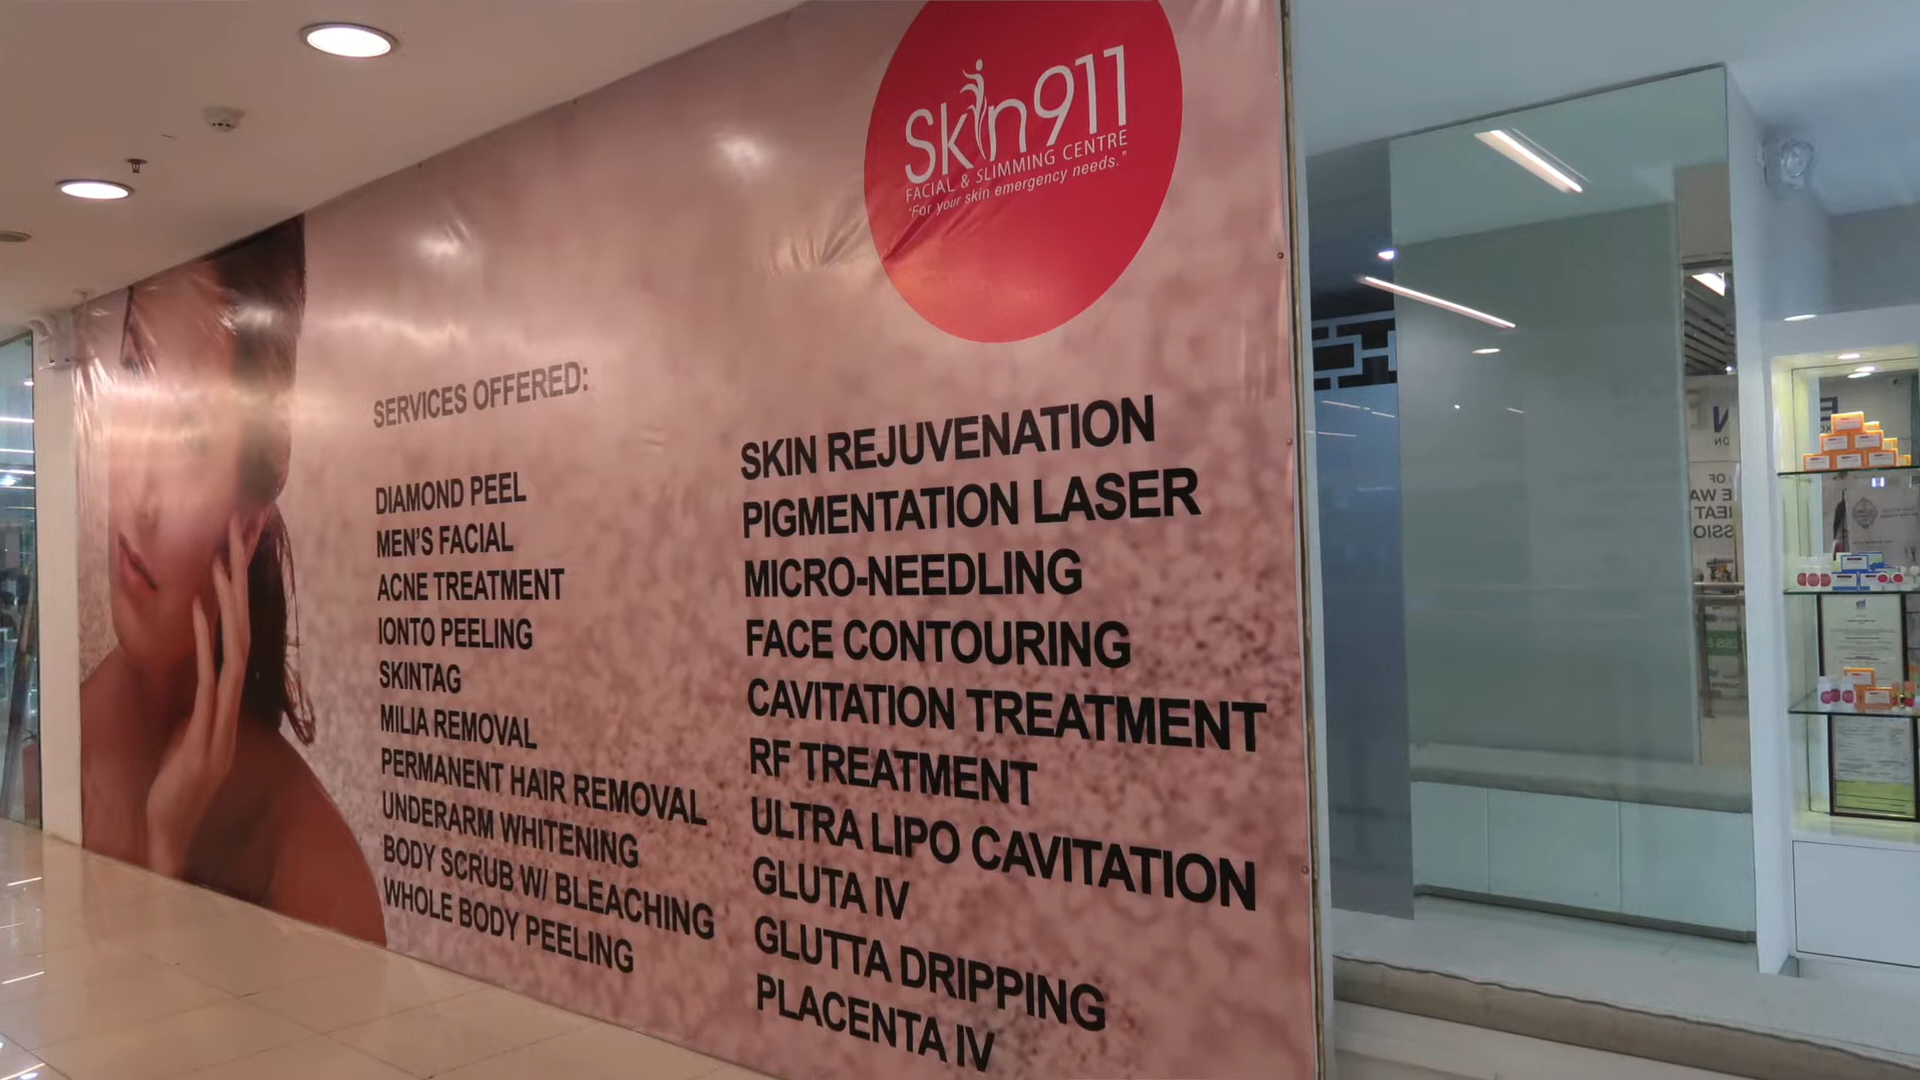 Skin911
FACIAL & SLIMMING CENTRE
"For your skin emergency needs."
SERVICES OFFERED:
DIAMOND PEEL
MEN'S FACIAL
ACNE TREATMENT
IONTO PEELING
SKINTAG
MILIA REMOVAL
PERMANENT HAIR REMOVAL
UNDERARM WHITENING
BODY SCRUB W/ BLEACHING
WHOLE BODY PEELING
SKIN REJUVENATION
PIGMENTATION LASER
MICRO-NEEDLING
FACE CONTOURING
CAVITATION TREATMENT
RF TREATMENT
ULTRA LIPO CAVITATION
GLUTA IV
GLUTTA DRIPPING
PLACENTA IV